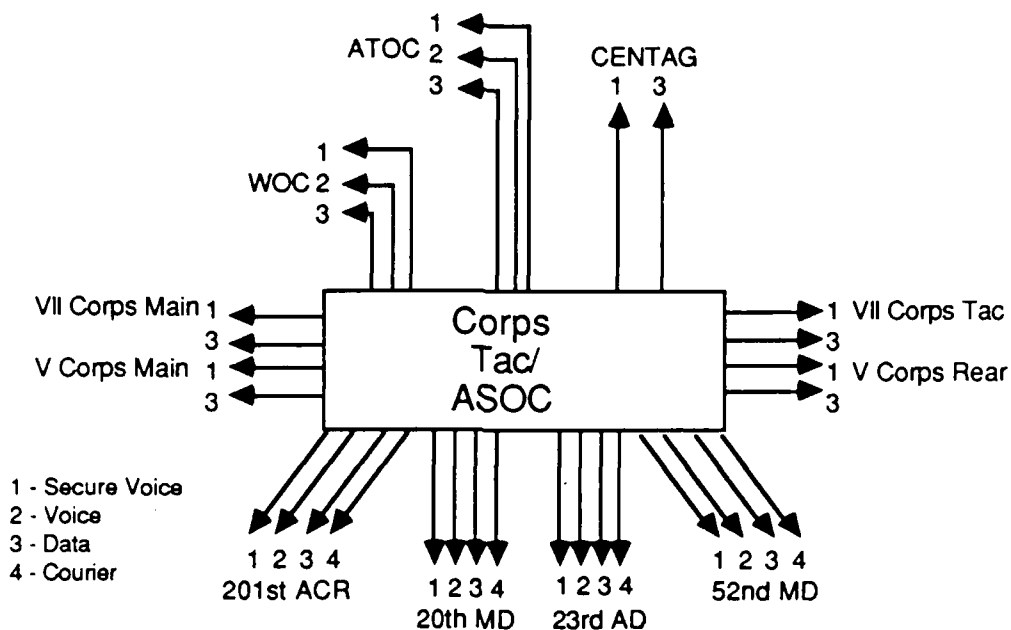 1
ATOC 2
3
CENTAG
1 3
1
WOC 2
3
VII Corps Main 1
3
V Corps Main 1
3
Corps
Tac/
ASOC
1 VII Corps Tac
3
1 V Corps Rear
3
1 - Secure Voice
2 - Voice
3 - Data
4 - Courier
1 2 3 4
201st ACR
1 2 3 4
20th MD
1 2 3 4
23rd AD
1 2 3 4
52nd MD